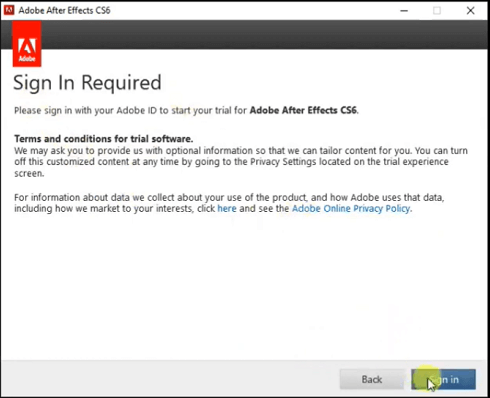 Adobe After Effects CS6
Adobe
Sign In Required
Please sign in with your Adobe ID to start your trial for Adobe After Effects CS6.
Terms and conditions for trial software.
We may ask you to provide us with optional information so that we can tailor content for you. You can turn
off this customized content at any time by going to the Privacy Settings located on the trial experience
screen.
For information about data we collect about your use of the product, and how Adobe uses that data,
including how we market to your interests, click here and see the Adobe Online Privacy Policy.
Back
Sign in